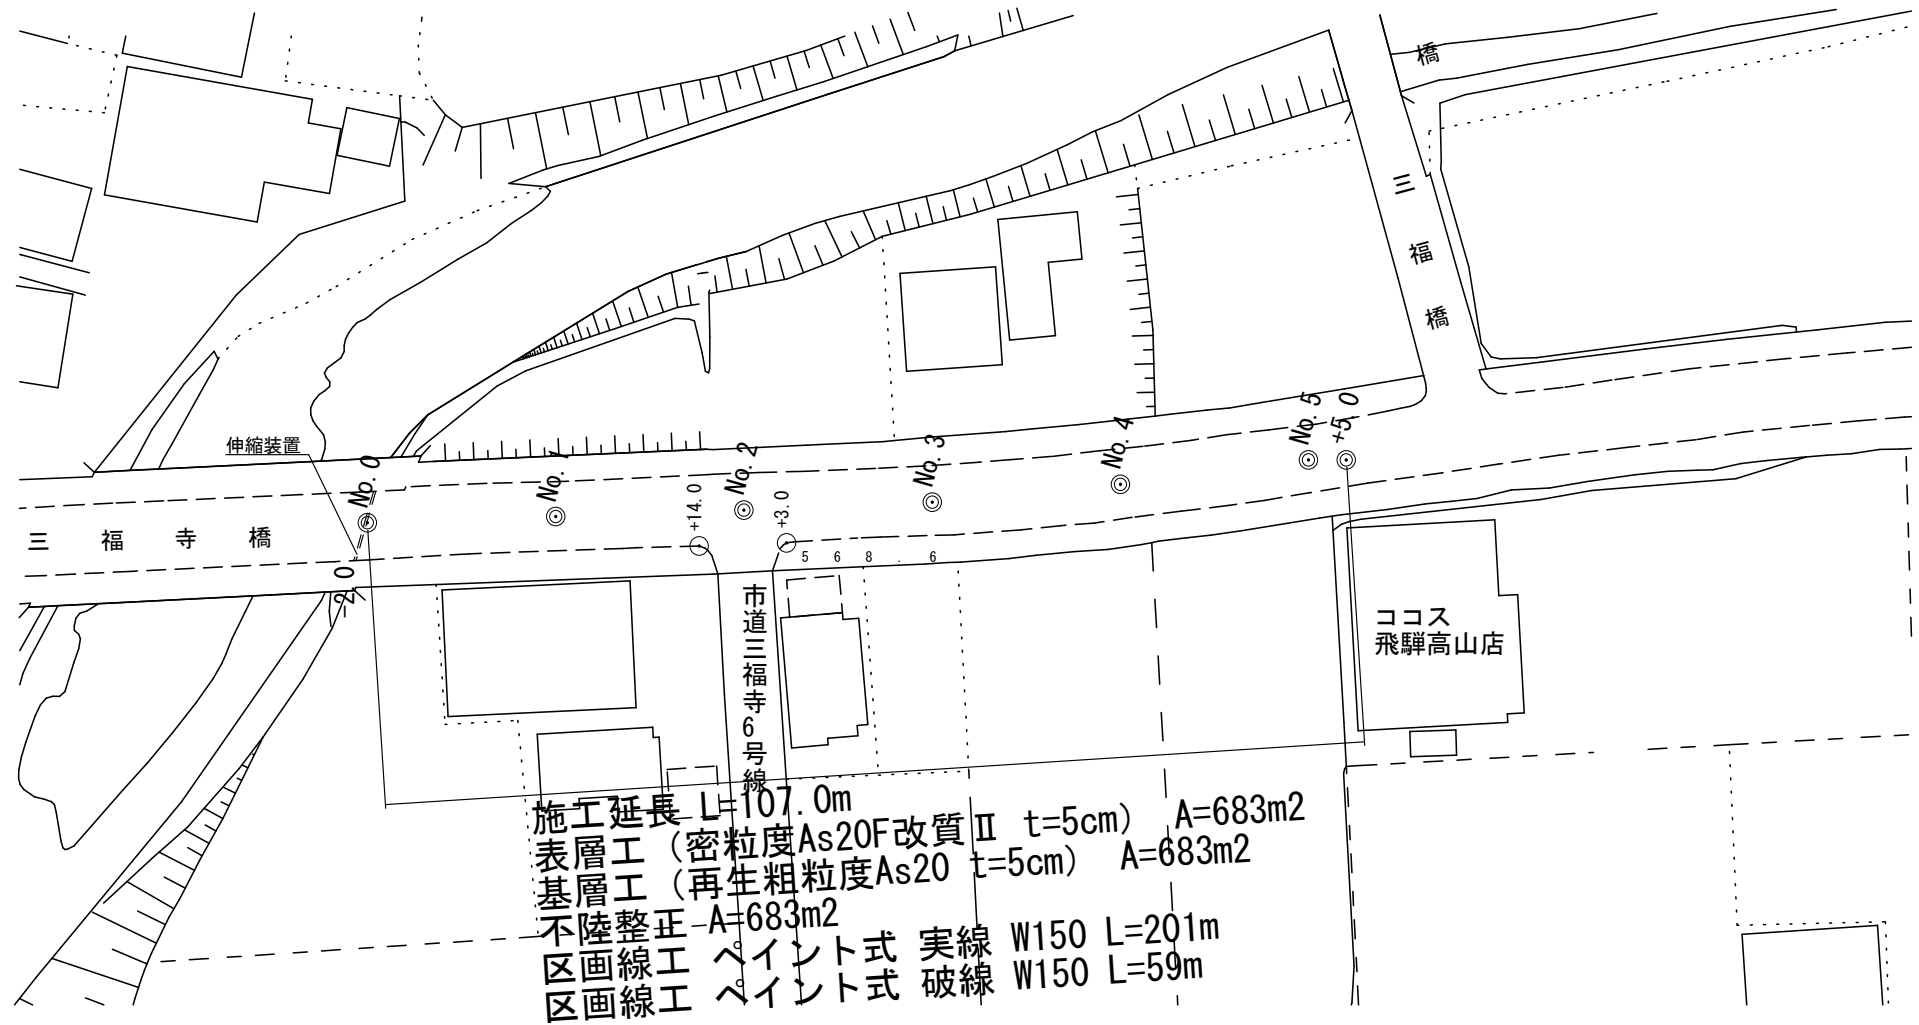 橋
三福橋
伸縮装置
No. 0
No. 1
No. 2
No. 3
No. 4
No. 5
+5.0
+14.0
+3.0
三福寺橋
568.6
-2.0
市道三福寺6号線
ココス
飛騨高山店
施工延長 L=107.0m
表層工（密粒度As20F改質Ⅱ t=5cm） A=683m2
基層工（再生粗粒度As20 t=5cm） A=683m2
不陸整正 A=683m2
区画線工 ペイント式 実線 W150 L=201m
区画線工 ペイント式 破線 W150 L=59m